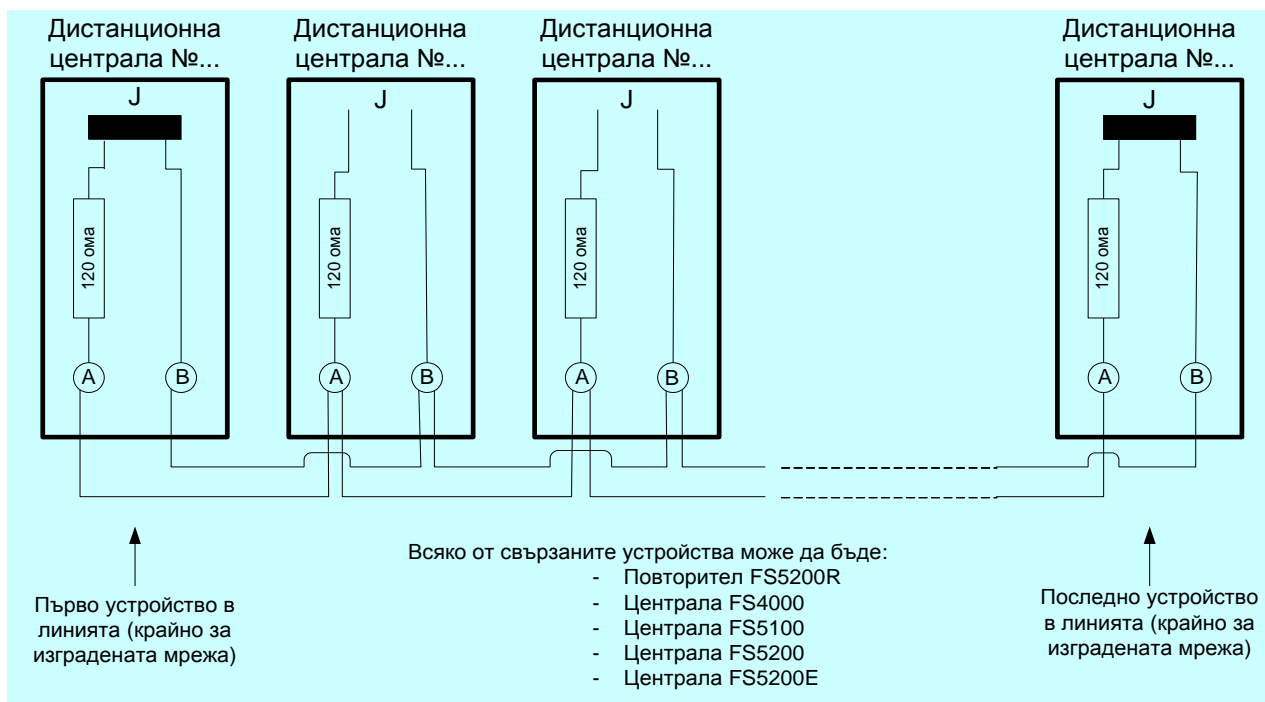 Дистанционна
централа №...
Дистанционна
централа №...
Дистанционна
централа №...
Дистанционна
централа №...
J
J
J
J
120 ома
120 ома
120 ома
120 ома
A
B
A
B
A
B
A
B
Първо устройство в
линията (крайно за
изградената мрежа)
Всяко от свързаните устройства може да бъде:
- Повторител FS5200R
- Централа FS4000
- Централа FS5100
- Централа FS5200
- Централа FS5200E
Последно устройство
в линията (крайно за
изградената мрежа)